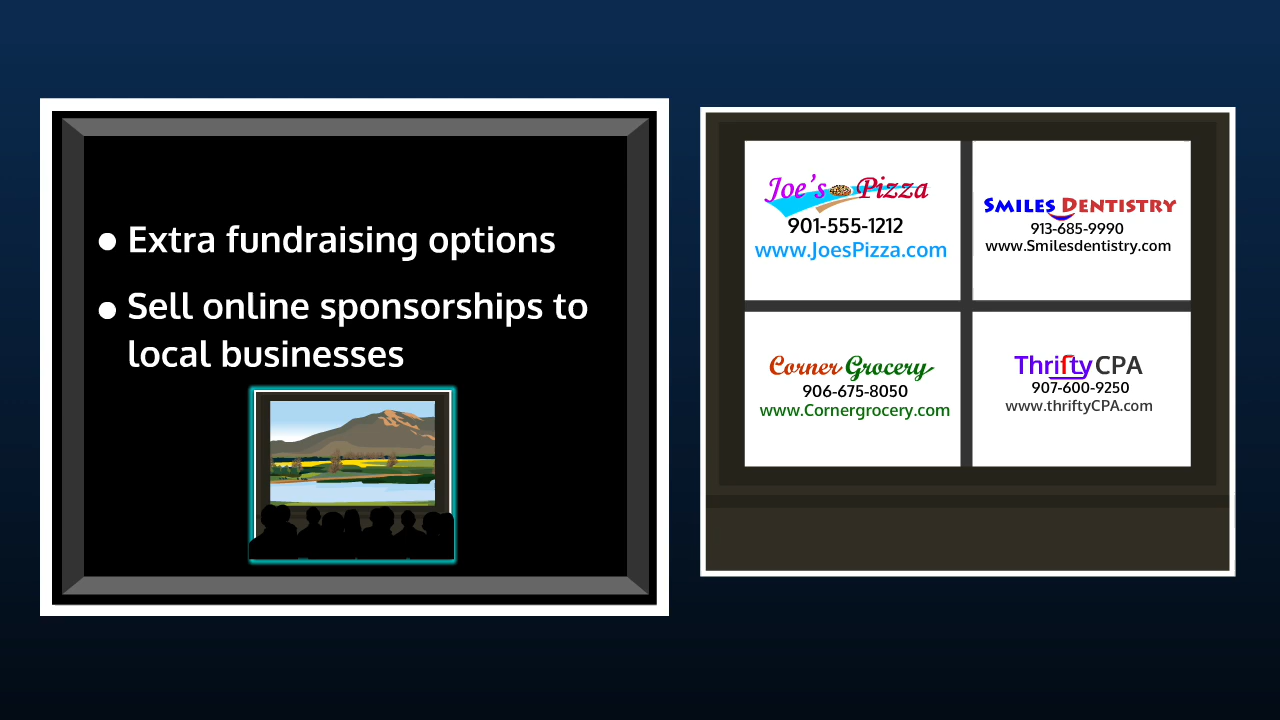 Extra fundraising options
Sell online sponsorships to
local businesses
Joe's Pizza
901-555-1212
www.JoesPizza.com
Smiles Dentistry
913-685-9990
www.Smilesdentistry.com
Corner Grocery
906-675-8050
www.Cornergrocery.com
Thrifty CPA
907-600-9250
www.thriftyCPA.com